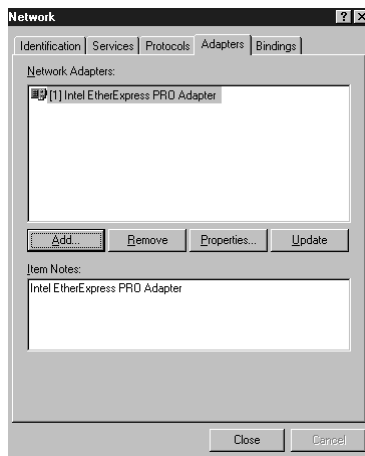 Network
Identification Services Protocols Adapters Bindings
Network Adapters:
[1] Intel EtherExpress PRO Adapter
Add... Remove Properties... Update
Item Notes:
Intel EtherExpress PRO Adapter
Close Cancel